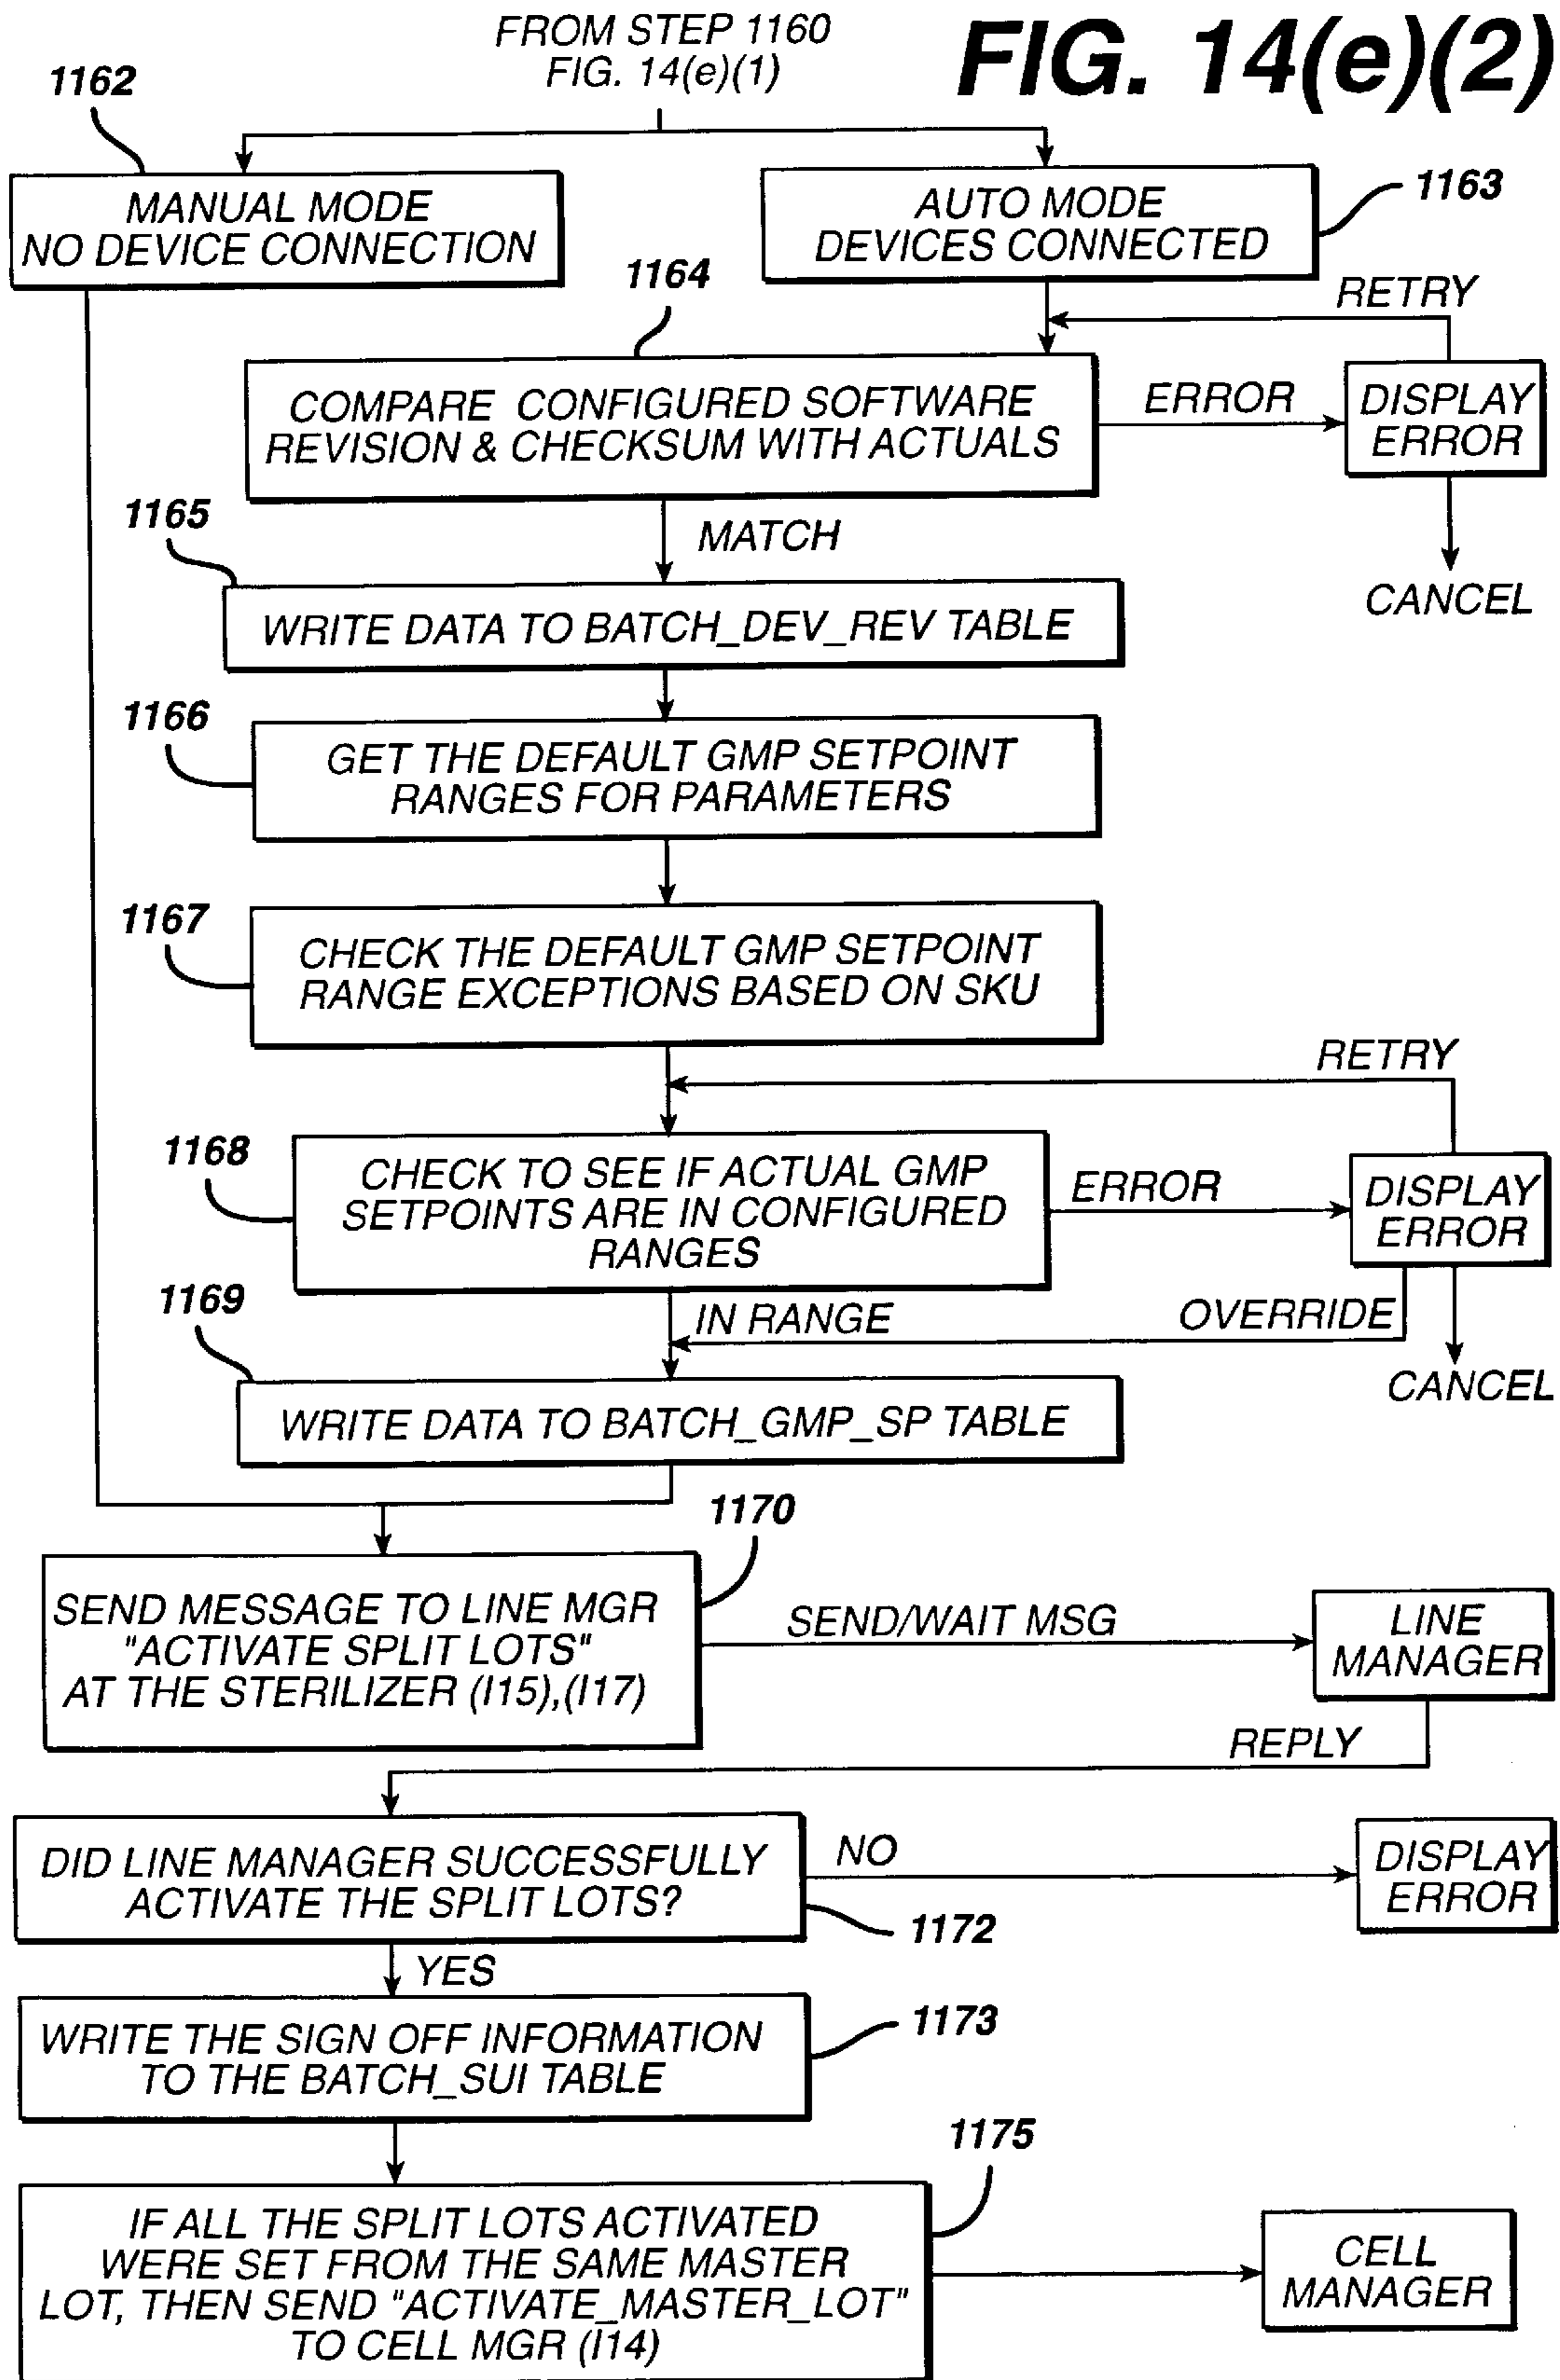 FROM STEP 1160
FIG. 14(e)(1)
FIG. 14(e)(2)
1162
MANUAL MODE
NO DEVICE CONNECTION
AUTO MODE
DEVICES CONNECTED
1163
1164
RETRY
COMPARE CONFIGURED SOFTWARE
REVISION & CHECKSUM WITH ACTUALS
ERROR
DISPLAY
ERROR
CANCEL
1165
MATCH
WRITE DATA TO BATCH_DEV_REV TABLE
1166
GET THE DEFAULT GMP SETPOINT
RANGES FOR PARAMETERS
1167
CHECK THE DEFAULT GMP SETPOINT
RANGE EXCEPTIONS BASED ON SKU
RETRY
1168
CHECK TO SEE IF ACTUAL GMP
SETPOINTS ARE IN CONFIGURED
RANGES
ERROR
DISPLAY
ERROR
1169
IN RANGE
OVERRIDE
CANCEL
WRITE DATA TO BATCH_GMP_SP TABLE
1170
SEND MESSAGE TO LINE MGR
"ACTIVATE SPLIT LOTS"
AT THE STERILIZER (I15),(I17)
SEND/WAIT MSG
LINE
MANAGER
REPLY
DID LINE MANAGER SUCCESSFULLY
ACTIVATE THE SPLIT LOTS?
NO
DISPLAY
ERROR
1172
YES
WRITE THE SIGN OFF INFORMATION
TO THE BATCH_SUI TABLE
1173
1175
IF ALL THE SPLIT LOTS ACTIVATED
WERE SET FROM THE SAME MASTER
LOT, THEN SEND "ACTIVATE_MASTER_LOT"
TO CELL MGR (I14)
CELL
MANAGER